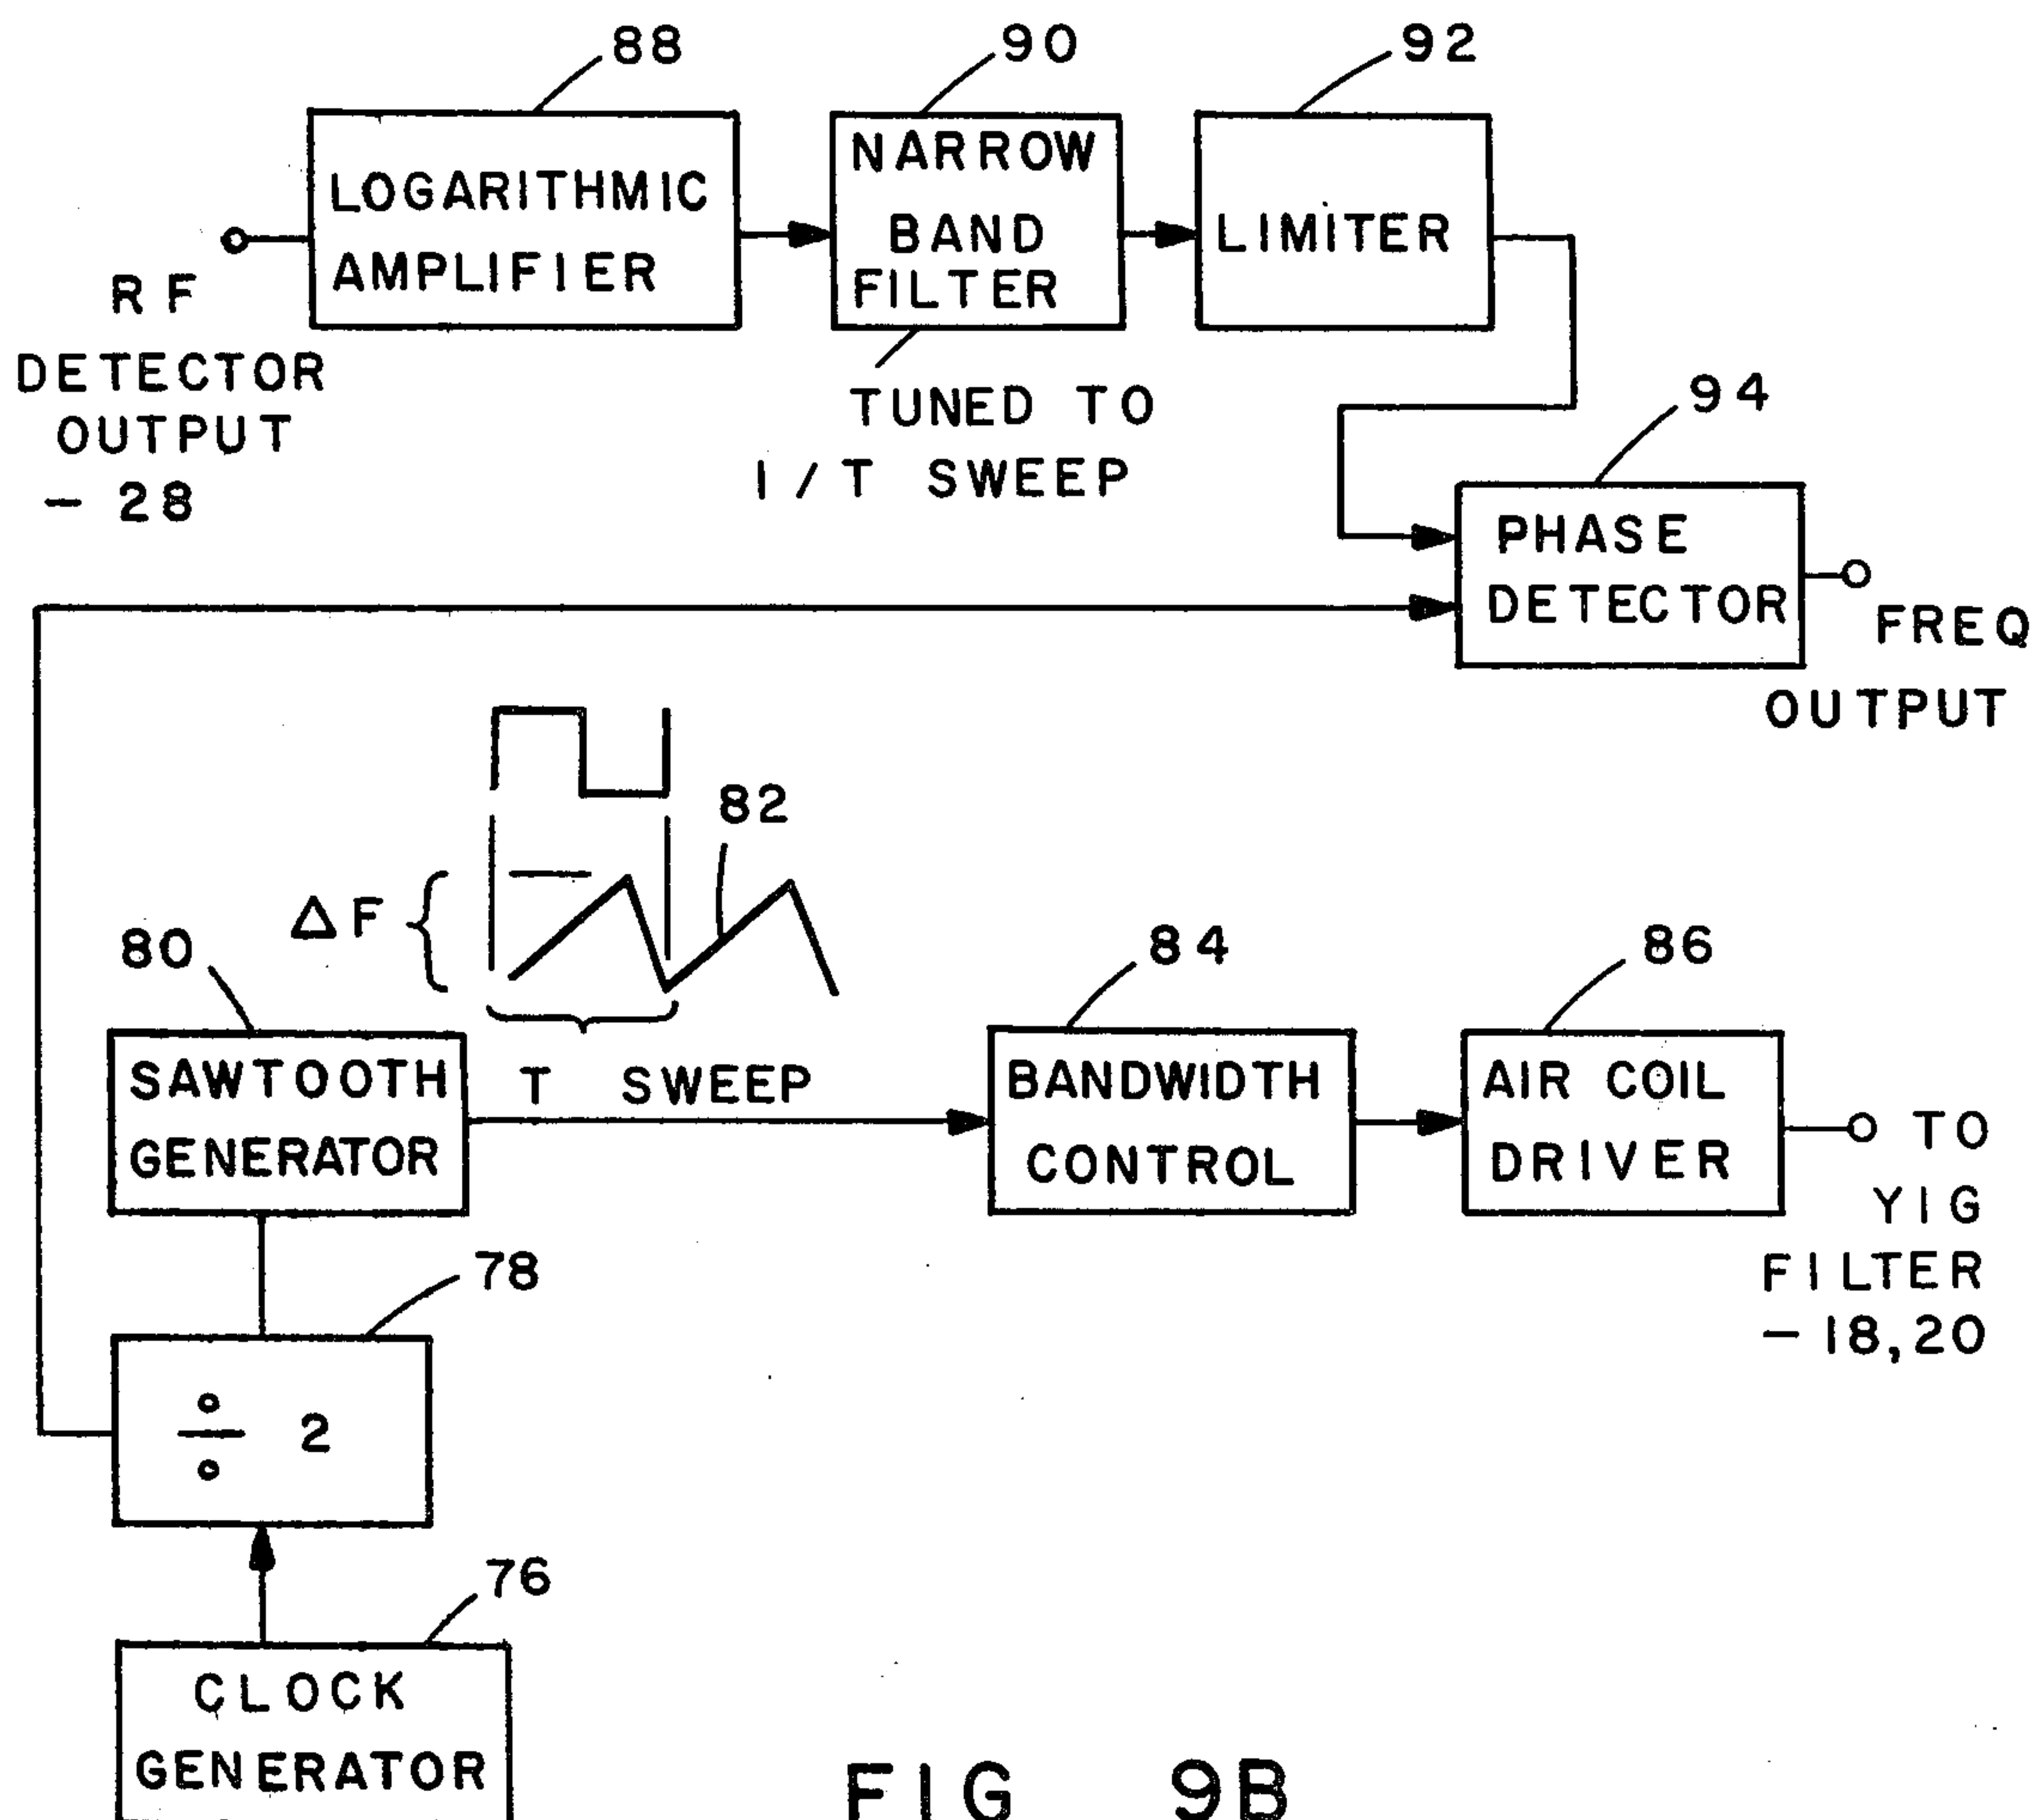 88
90
92
LOGARITHMIC
AMPLIFIER
NARROW
BAND
FILTER
LIMITER
RF
DETECTOR
OUTPUT
- 28
TUNED TO
1/T SWEEP
94
PHASE
DETECTOR
FREQ
OUTPUT
82
ΔF
80
84
86
SAWTOOTH
GENERATOR
T SWEEP
BANDWIDTH
CONTROL
AIR COIL
DRIVER
TO
YIG
FILTER
- 18,20
78
÷ 2
76
CLOCK
GENERATOR
FIG 9B